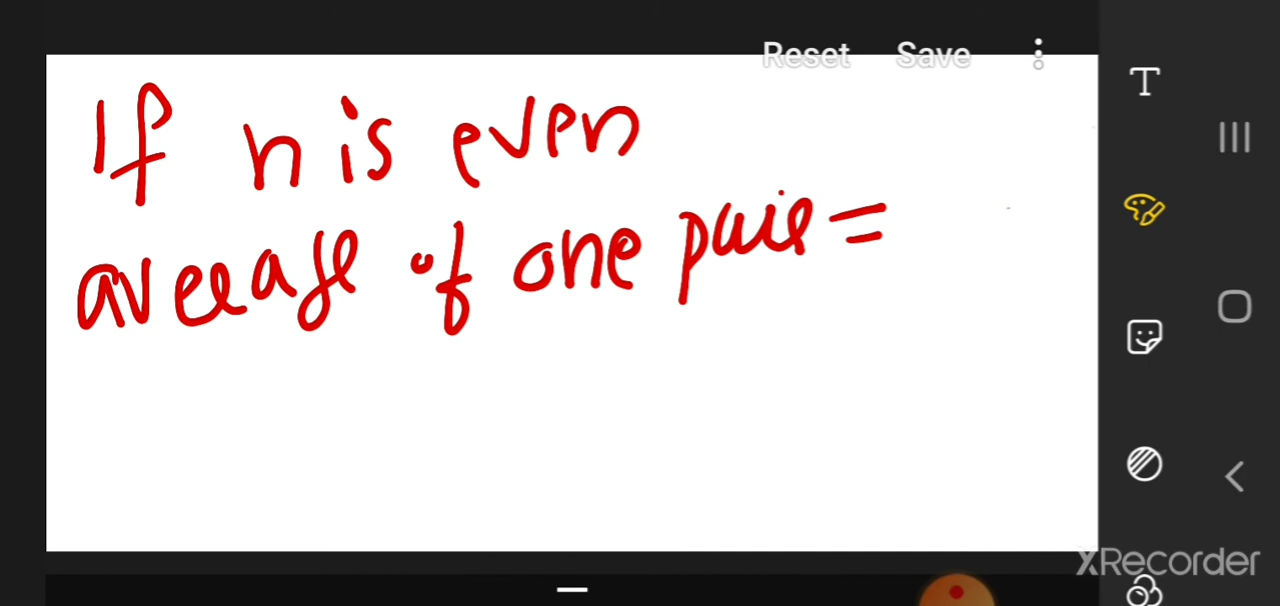 Reset Save
T
If n is even
average of one pair =
XRecorder